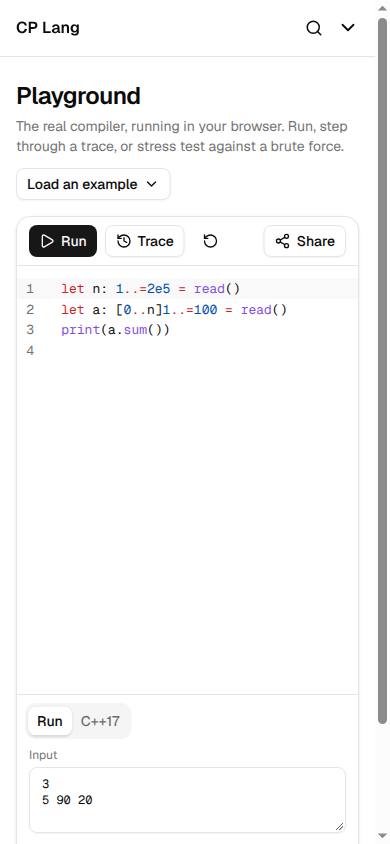 CP Lang
Playground
The real compiler, running in your browser. Run, step
through a trace, or stress test against a brute force.
Load an example
Run Trace Share
1 let n: 1..=2e5 = read()
2 let a: [0..n]1..=100 = read()
3 print(a.sum())
4
Run C++17
Input
3
5 90 20